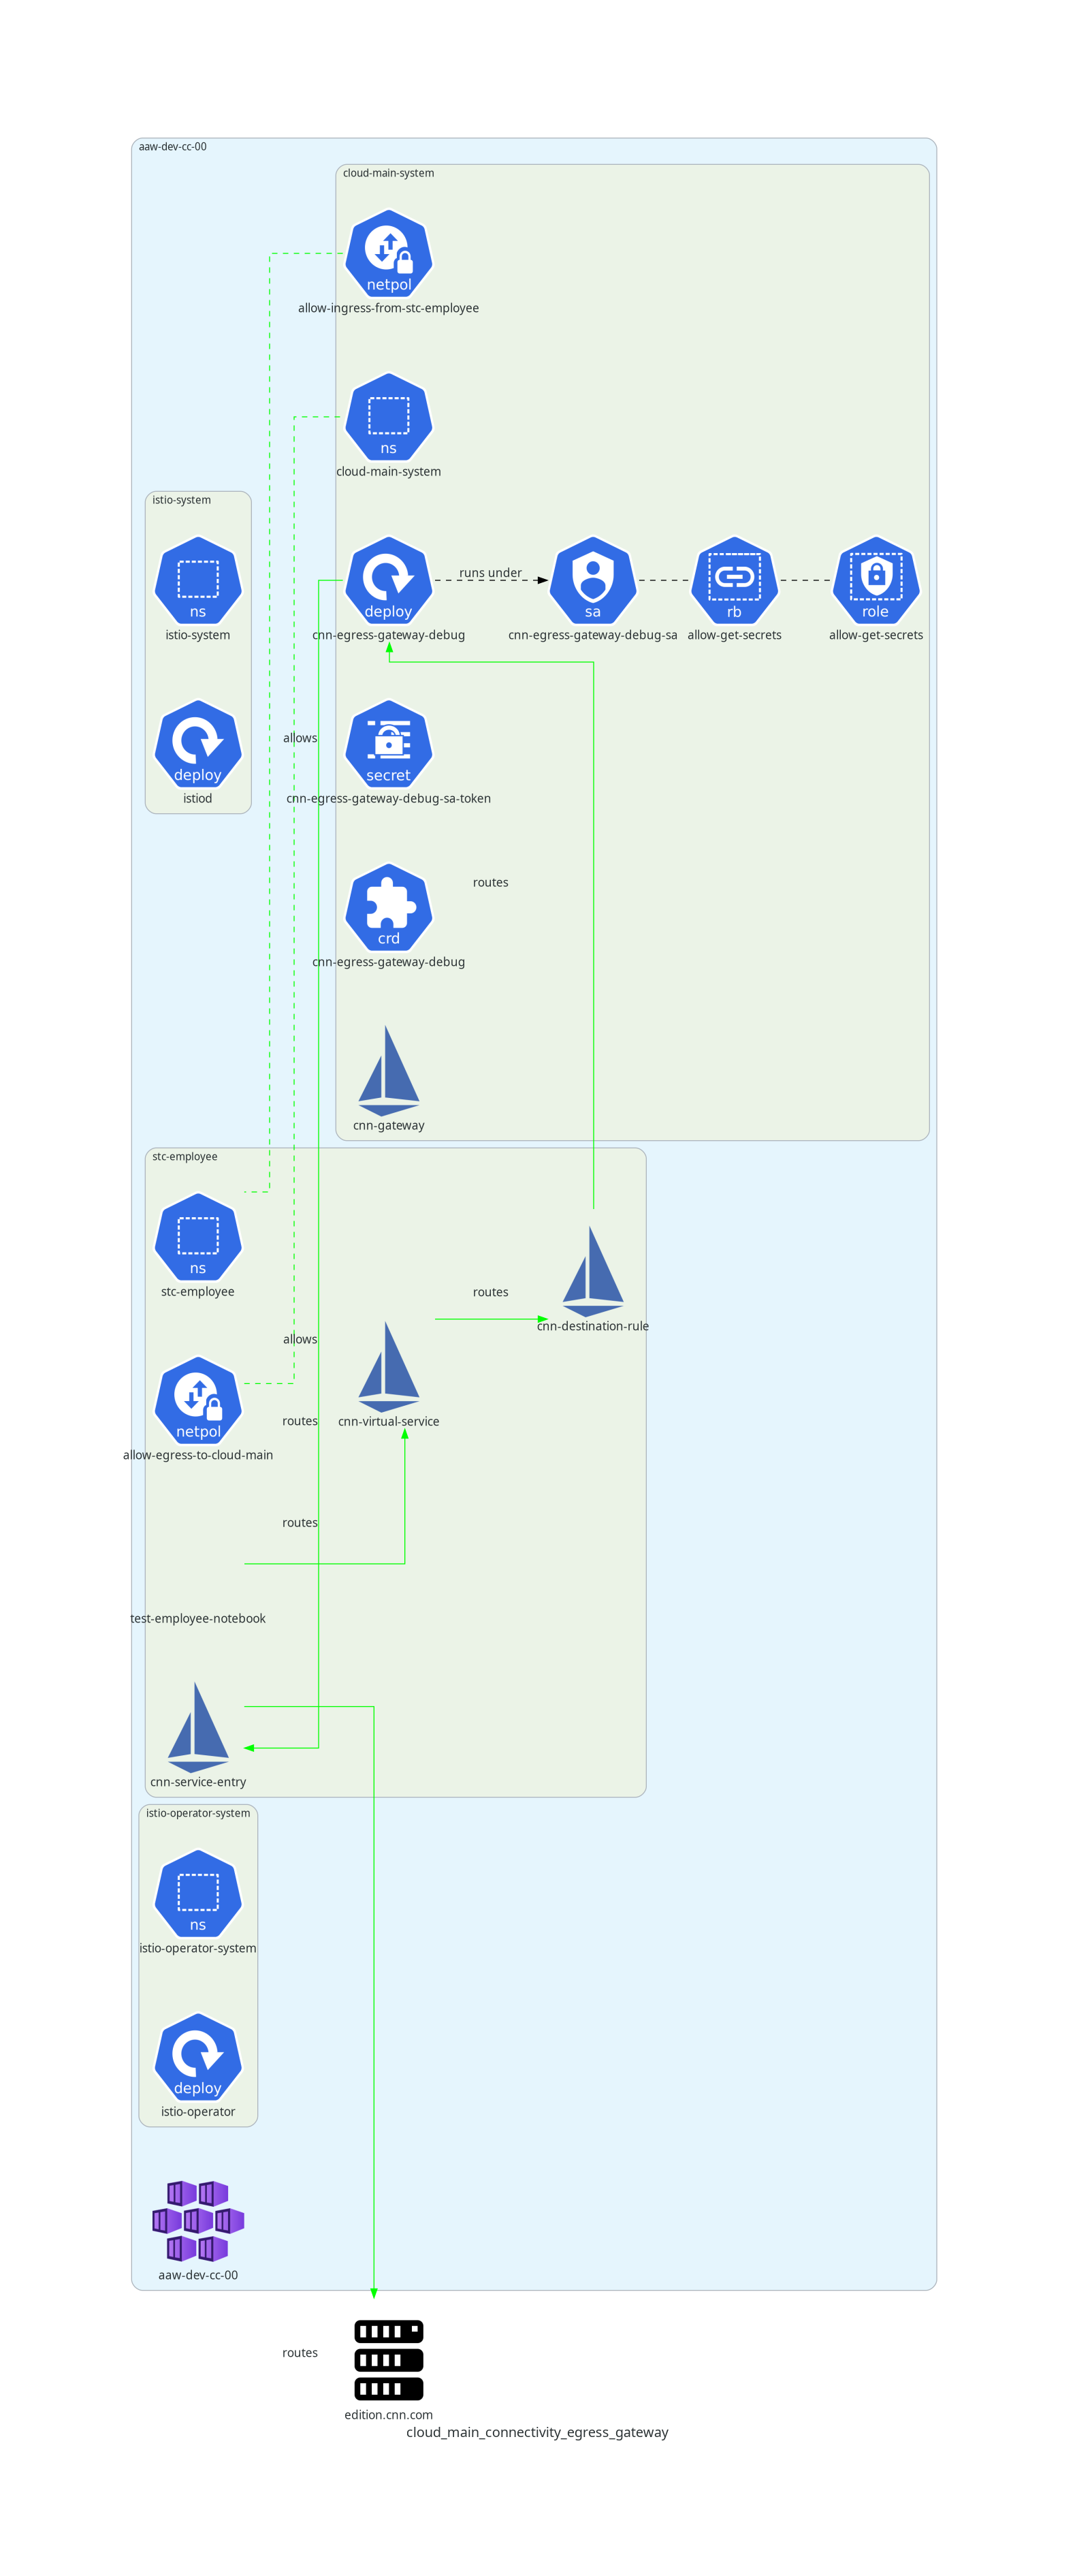 aaw-dev-cc-00
cloud-main-system
netpol
allow-ingress-from-stc-employee
ns
cloud-main-system
istio-system
ns
istio-system
deploy
cnn-egress-gateway-debug
runs under
sa
cnn-egress-gateway-debug-sa
rb
allow-get-secrets
role
allow-get-secrets
allows
deploy
istiod
secret
cnn-egress-gateway-debug-sa-token
routes
crd
cnn-egress-gateway-debug
cnn-gateway
stc-employee
ns
stc-employee
routes
cnn-destination-rule
allows
cnn-virtual-service
routes
netpol
allow-egress-to-cloud-main
routes
test-employee-notebook
cnn-service-entry
istio-operator-system
ns
istio-operator-system
deploy
istio-operator
aaw-dev-cc-00
routes
edition.cnn.com
cloud_main_connectivity_egress_gateway